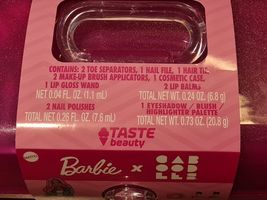 CONTAINS: 2 TOE SEPARATORS, 1 NAIL FILE, 1 HAIR TIE,
2 MAKE-UP BRUSH APPLICATORS, 1 COSMETIC CASE,
1 LIP GLOSS WAND
NET 0.04 FL. OZ. (1.1 mL)
2 LIP BALMS
TOTAL NET WT. 0.24 OZ. (6.8 g)
2 NAIL POLISHES
TOTAL NET 0.26 FL. OZ. (7.6 mL)
1 EYESHADOW / BLUSH
HIGHLIGHTER PALETTE
TOTAL NET WT. 0.73 OZ. (20.8 g)
TASTE
beauty
MATTEL
Barbie x CABOODLES